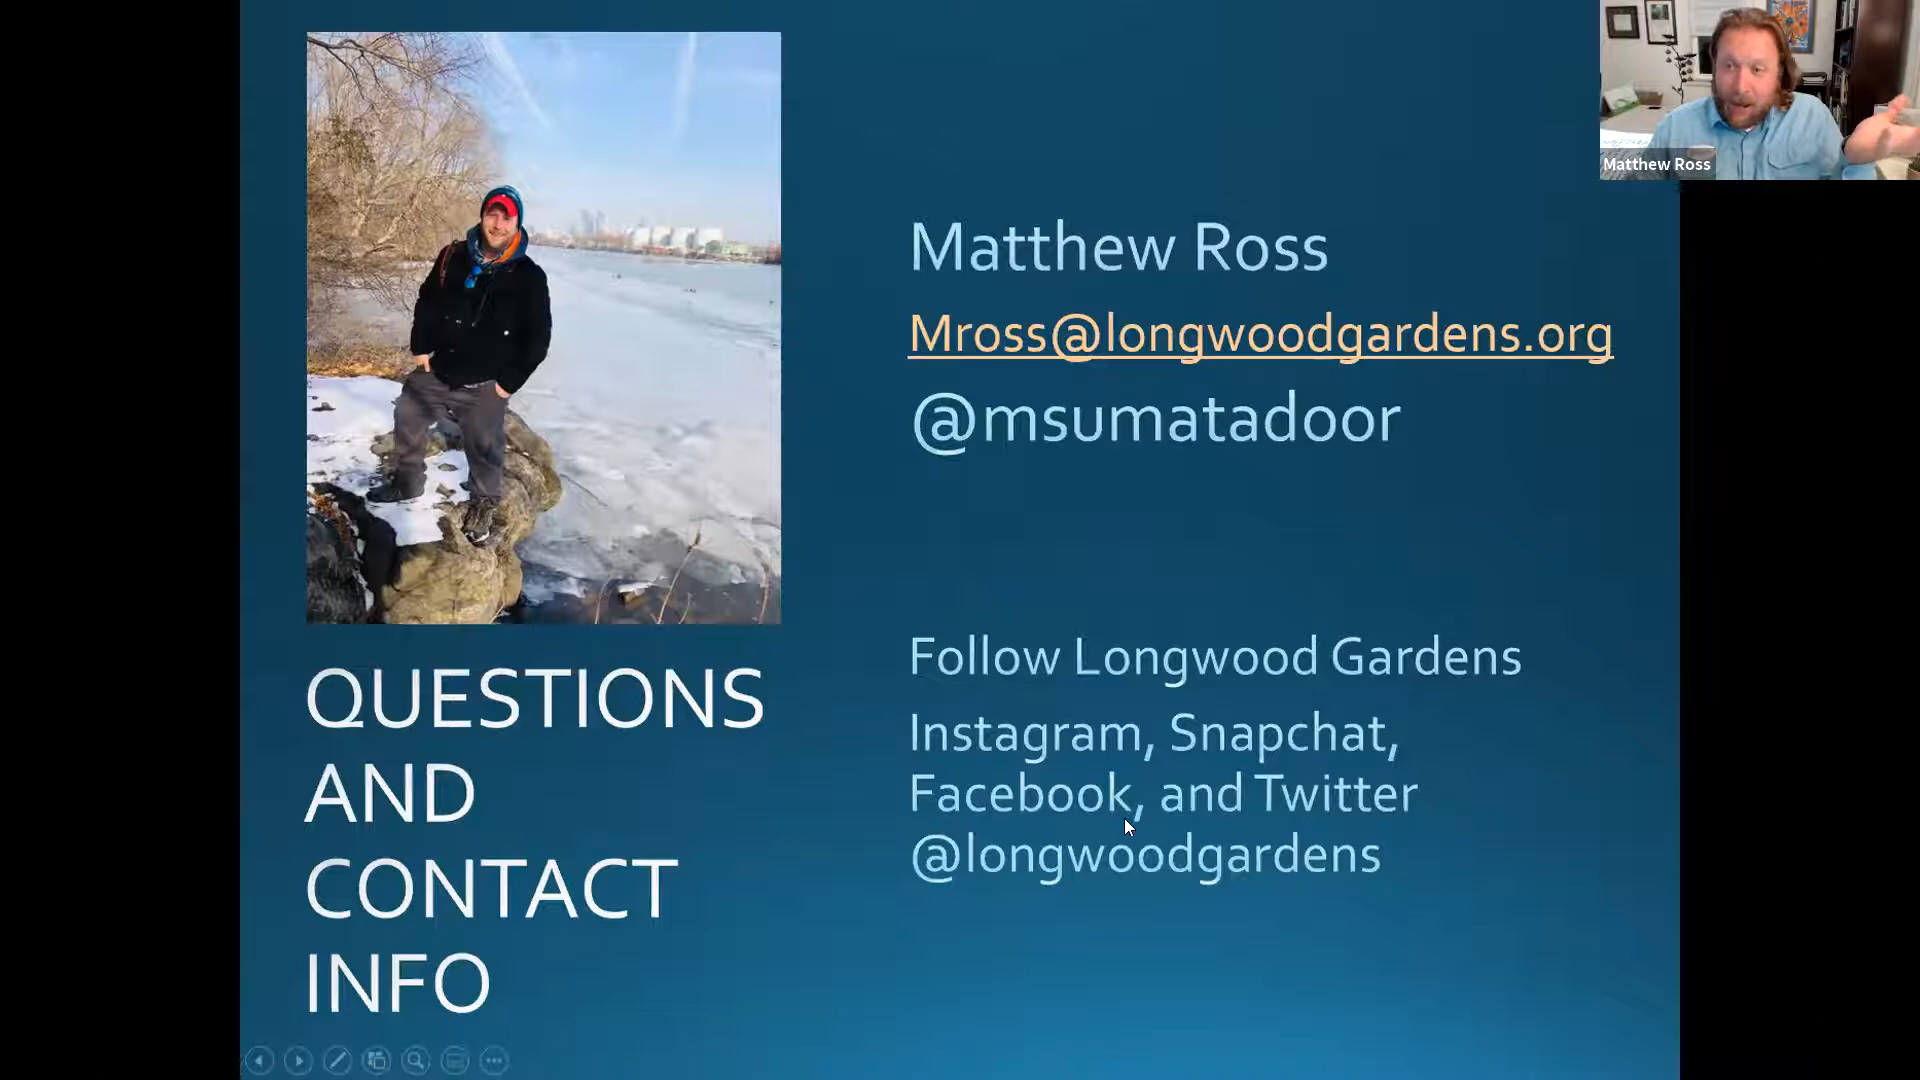 Matthew Ross
Matthew Ross
Mross@longwoodgardens.org
@msumatadoor
Follow Longwood Gardens
Instagram, Snapchat,
Facebook, and Twitter
@longwoodgardens
QUESTIONS
AND
CONTACT
INFO